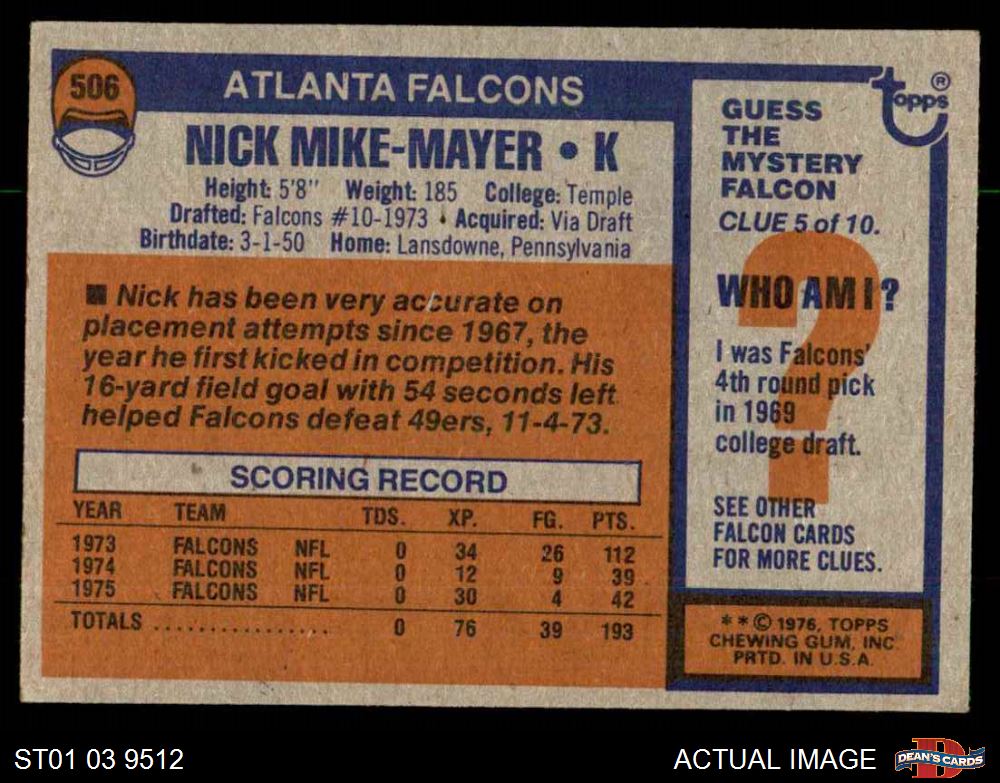 506
ATLANTA FALCONS
NICK MIKE-MAYER • K
Height: 5'8" Weight: 185 College: Temple
Drafted: Falcons #10-1973 • Acquired: Via Draft
Birthdate: 3-1-50 Home: Lansdowne, Pennsylvania
■ Nick has been very accurate on
placement attempts since 1967, the
year he first kicked in competition. His
16-yard field goal with 54 seconds left
helped Falcons defeat 49ers, 11-4-73.
SCORING RECORD
YEAR TEAM TDS. XP. FG. PTS.
1973 FALCONS NFL 0 34 26 112
1974 FALCONS NFL 0 12 9 39
1975 FALCONS NFL 0 30 4 42
TOTALS ................ 0 76 39 193
topps ®
GUESS
THE
MYSTERY
FALCON
CLUE 5 of 10.
?
WHO AM I?
I was Falcons'
4th round pick
in 1969
college draft.
SEE OTHER
FALCON CARDS
FOR MORE CLUES.
* * © 1976, TOPPS
CHEWING GUM, INC
PRTD. IN U.S.A.
ST01 03 9512
ACTUAL IMAGE
D
DEAN'S CARDS